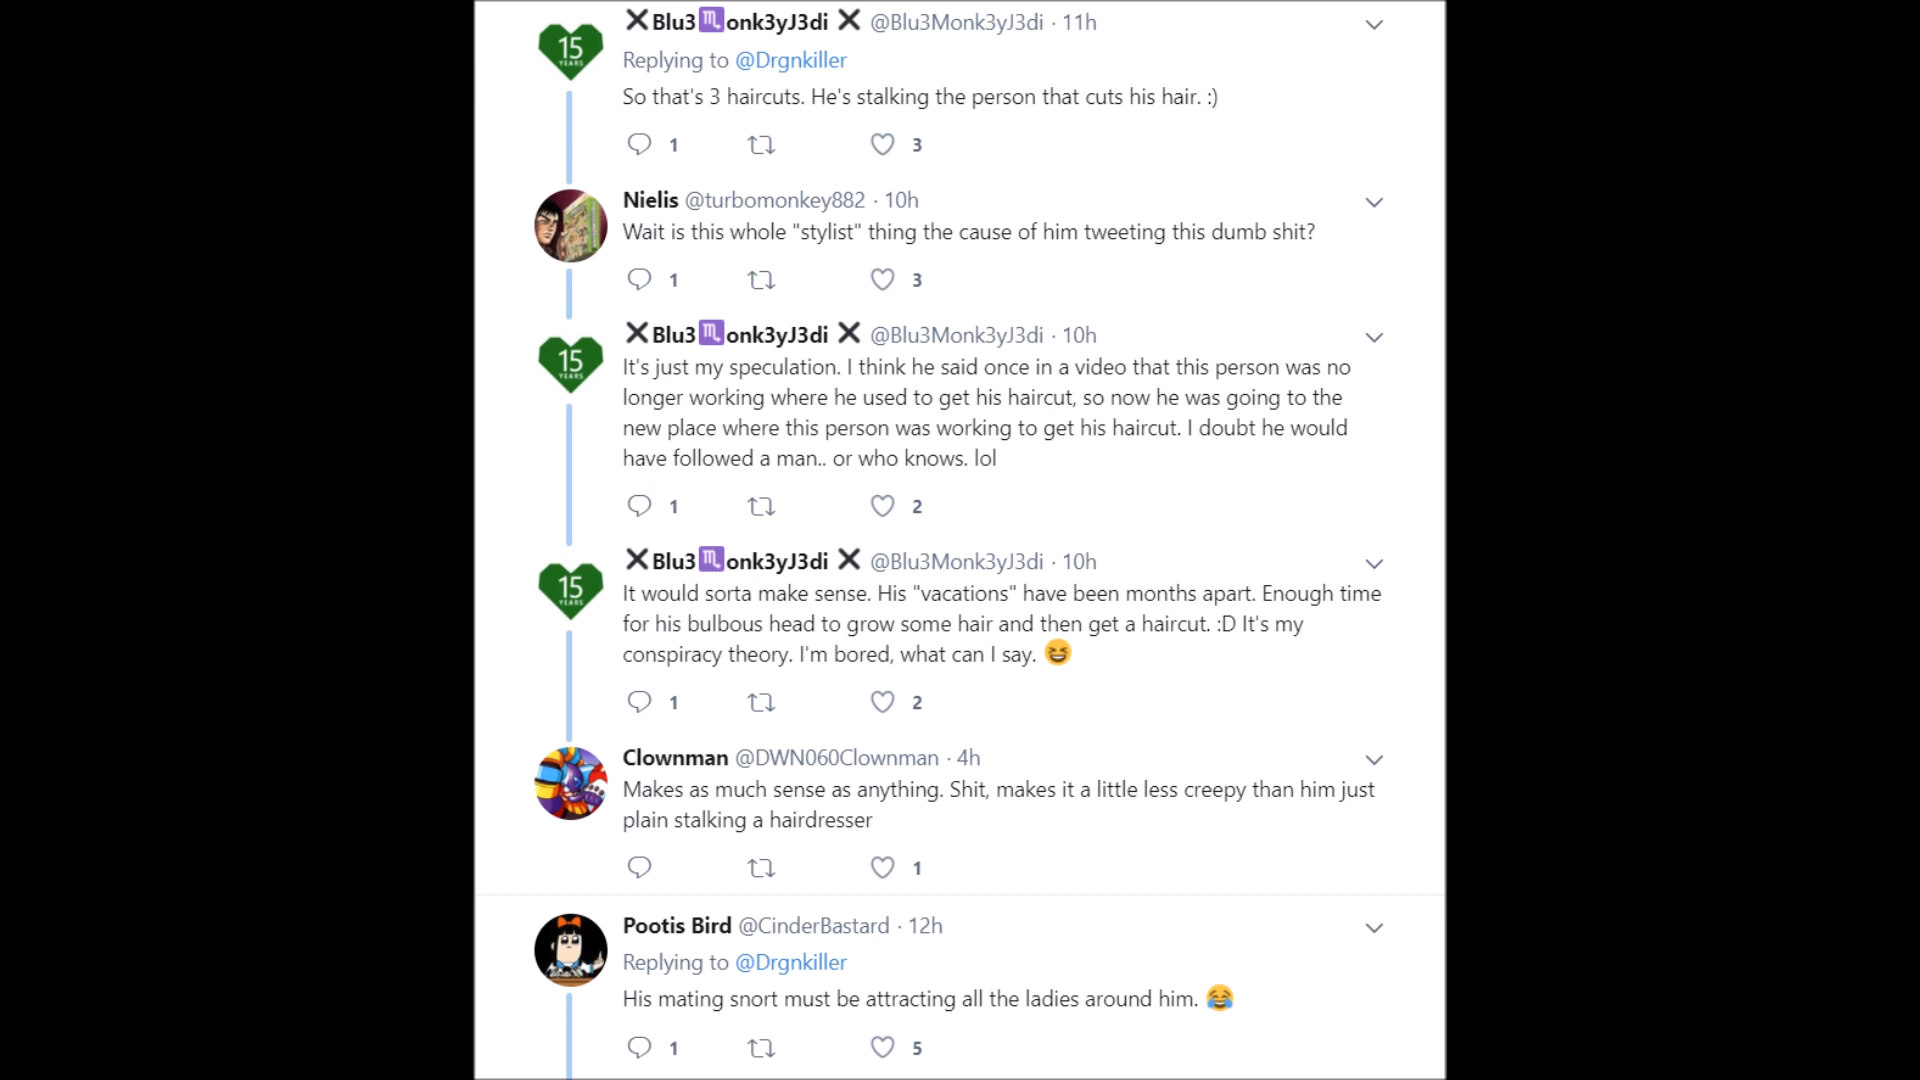 ❌Blu3♏onk3yJ3di ❌ @Blu3Monk3yJ3di · 11h
15 YEARS
Replying to @Drgnkiller
So that's 3 haircuts. He's stalking the person that cuts his hair. :)
1 3
Nielis @turbomonkey882 · 10h
Wait is this whole "stylist" thing the cause of him tweeting this dumb shit?
1 3
❌Blu3♏onk3yJ3di ❌ @Blu3Monk3yJ3di · 10h
15 YEARS
It's just my speculation. I think he said once in a video that this person was no
longer working where he used to get his haircut, so now he was going to the
new place where this person was working to get his haircut. I doubt he would
have followed a man.. or who knows. lol
1 2
❌Blu3♏onk3yJ3di ❌ @Blu3Monk3yJ3di · 10h
15 YEARS
It would sorta make sense. His "vacations" have been months apart. Enough time
for his bulbous head to grow some hair and then get a haircut. :D It's my
conspiracy theory. I'm bored, what can I say. 😆
1 2
Clownman @DWN060Clownman · 4h
Makes as much sense as anything. Shit, makes it a little less creepy than him just
plain stalking a hairdresser
1
Pootis Bird @CinderBastard · 12h
Replying to @Drgnkiller
His mating snort must be attracting all the ladies around him. 😂
1 5